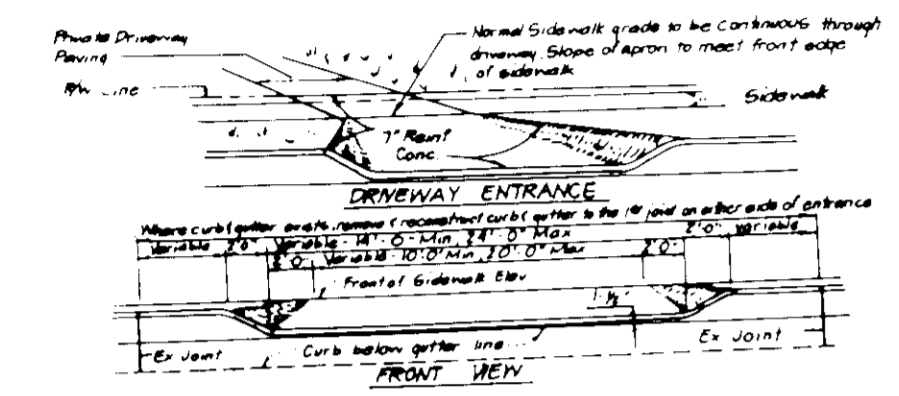 Private Driveway
Paving
R/W Line
Normal Sidewalk grade to be continuous through
driveway. Slope of apron to meet front edge
of sidewalk
Sidewalk
7" Reinf
Conc.
DRIVEWAY ENTRANCE
Where curb & gutter exists, remove & reconstruct curb & gutter to the 1st joint on either side of entrance
Variable 2'0" Variable - 14'-0" Min, 24'-0" Max 2'0" Variable
2'0" Variable 10'0" Min, 20'-0" Max 2'0"
Front of Sidewalk Elev
1 1/2
Ex Joint Curb below gutter line Ex Joint
FRONT VIEW